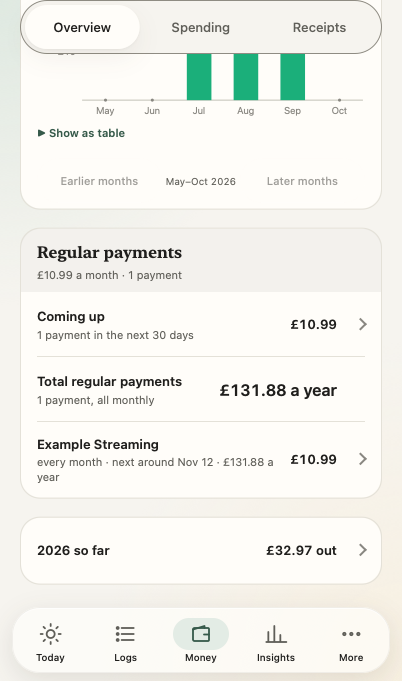 Overview
Spending
Receipts
May
Jun
Jul
Aug
Sep
Oct
Show as table
Earlier months
May–Oct 2026
Later months
Regular payments
£10.99 a month · 1 payment
Coming up
1 payment in the next 30 days
£10.99
Total regular payments
1 payment, all monthly
£131.88 a year
Example Streaming
every month · next around Nov 12 · £131.88 a
year
£10.99
2026 so far
£32.97 out
Today
Logs
Money
Insights
More